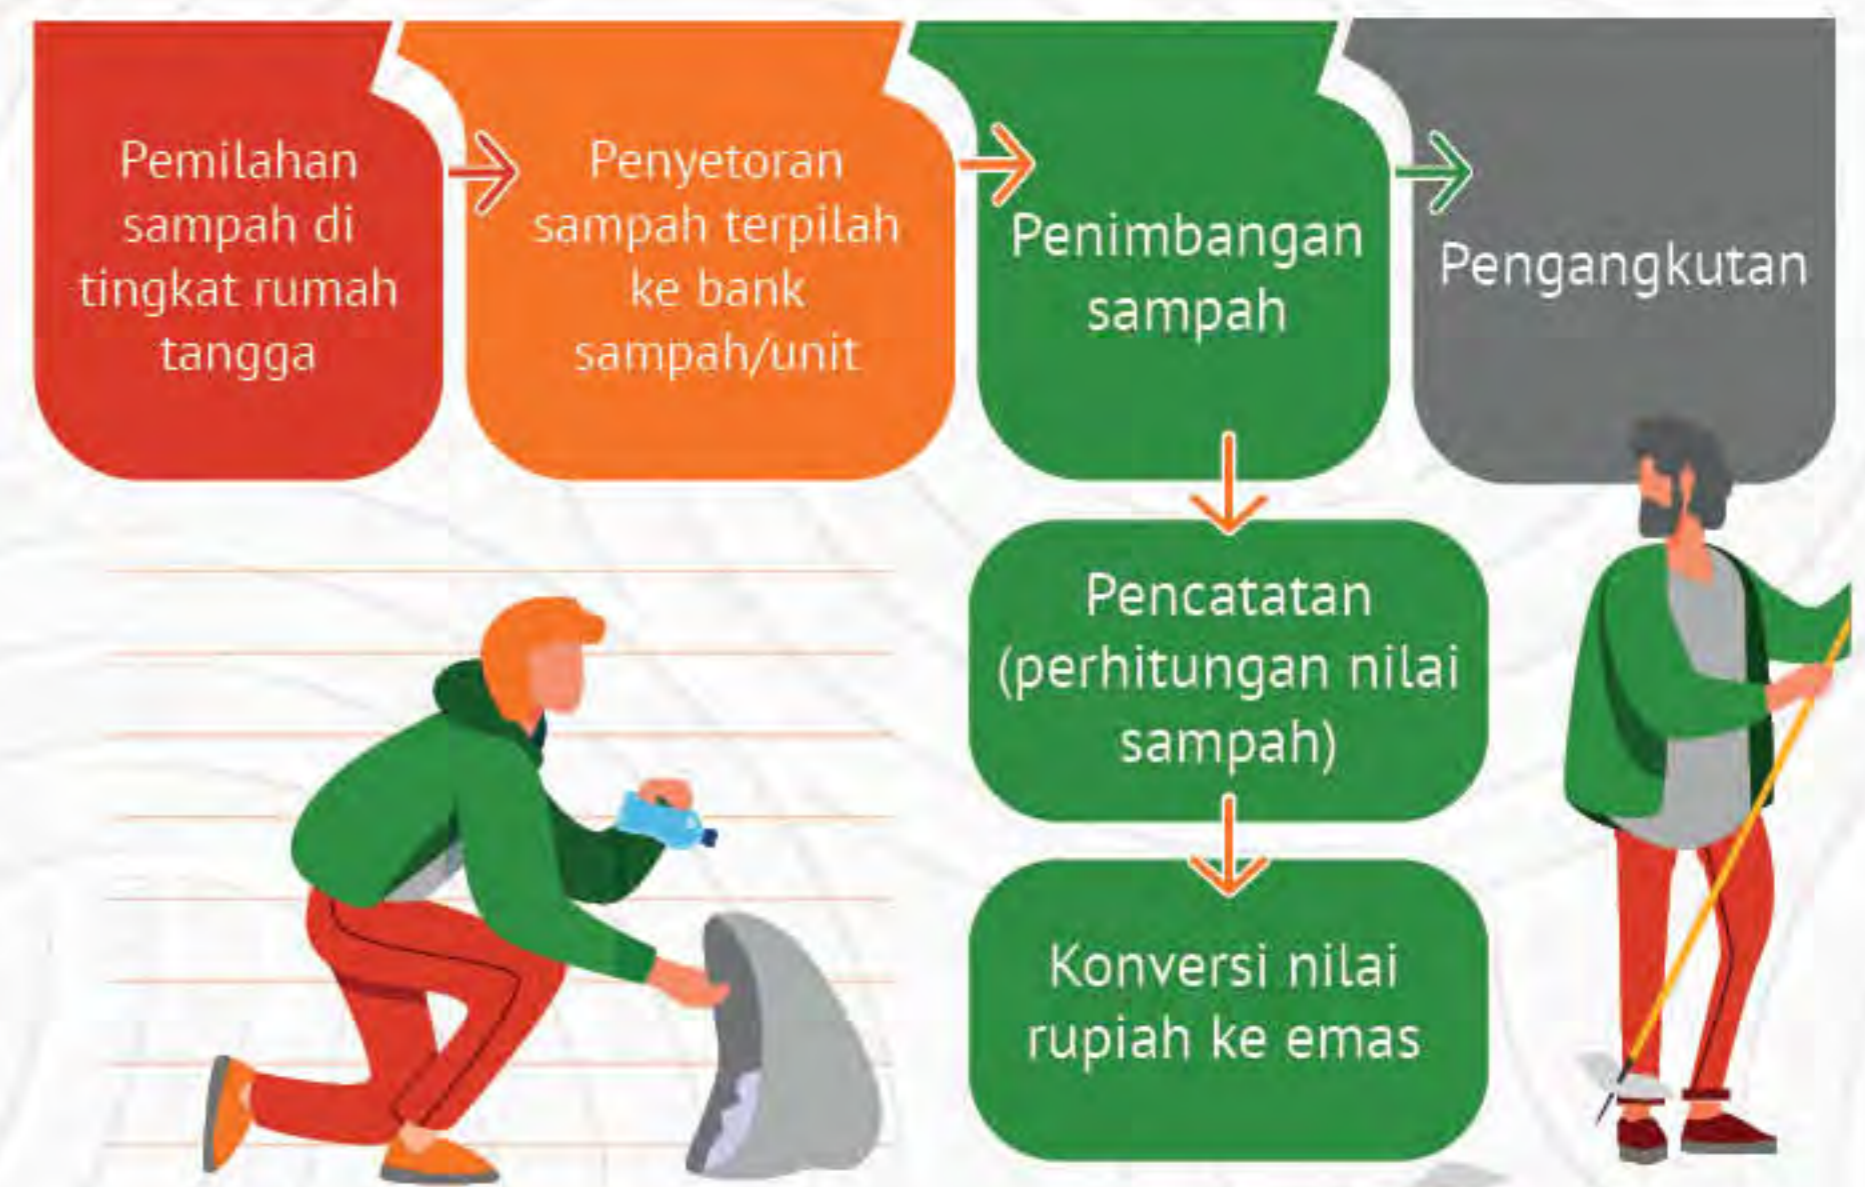 Pemilahan
sampah di
tingkat rumah
tangga
Penyetoran
sampah terpilah
ke bank
sampah/unit
Penimbangan
sampah
Pengangkutan
Pencatatan
(perhitungan nilai
sampah)
Konversi nilai
rupiah ke emas